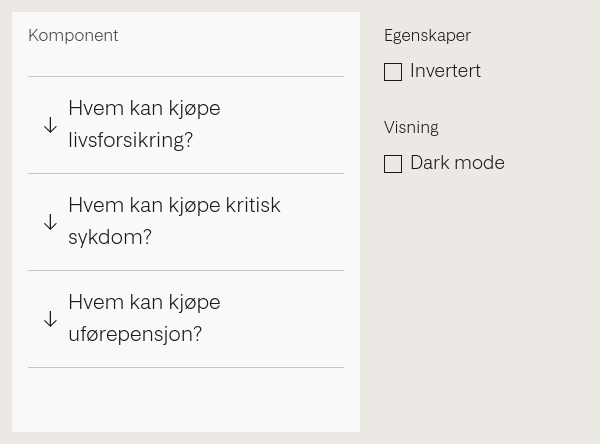 Komponent
Hvem kan kjøpe
livsforsikring?
Hvem kan kjøpe kritisk
sykdom?
Hvem kan kjøpe
uførepensjon?
Egenskaper
Invertert
Visning
Dark mode